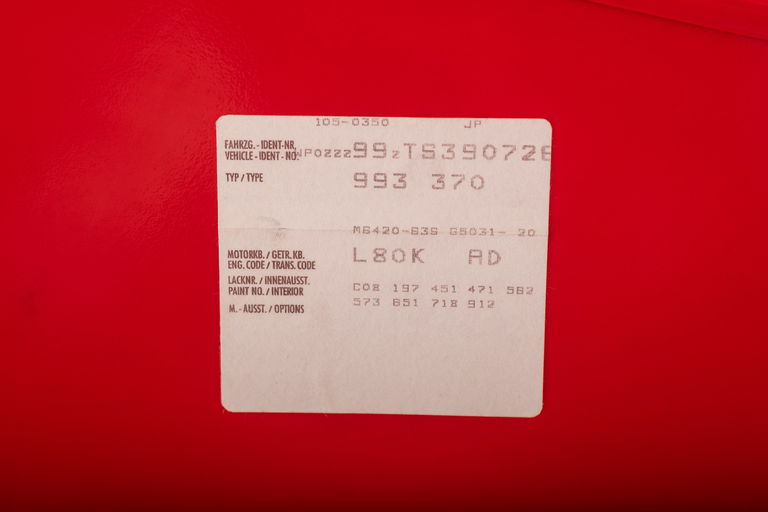 105-0350 JP
FAHRZG.-IDENT-NR.
VEHICLE-IDENT-NO. WP0ZZZ99ZTS390726
TYP / TYPE 993 370
M6420-63S G5031- 20
MOTORKB. / GETR. KB.
ENG. CODE / TRANS. CODE L80K AD
LACKNR. / INNENAUSST.
PAINT NO. / INTERIOR C08 197 451 471 582
M.-AUSST. / OPTIONS 573 651 718 912